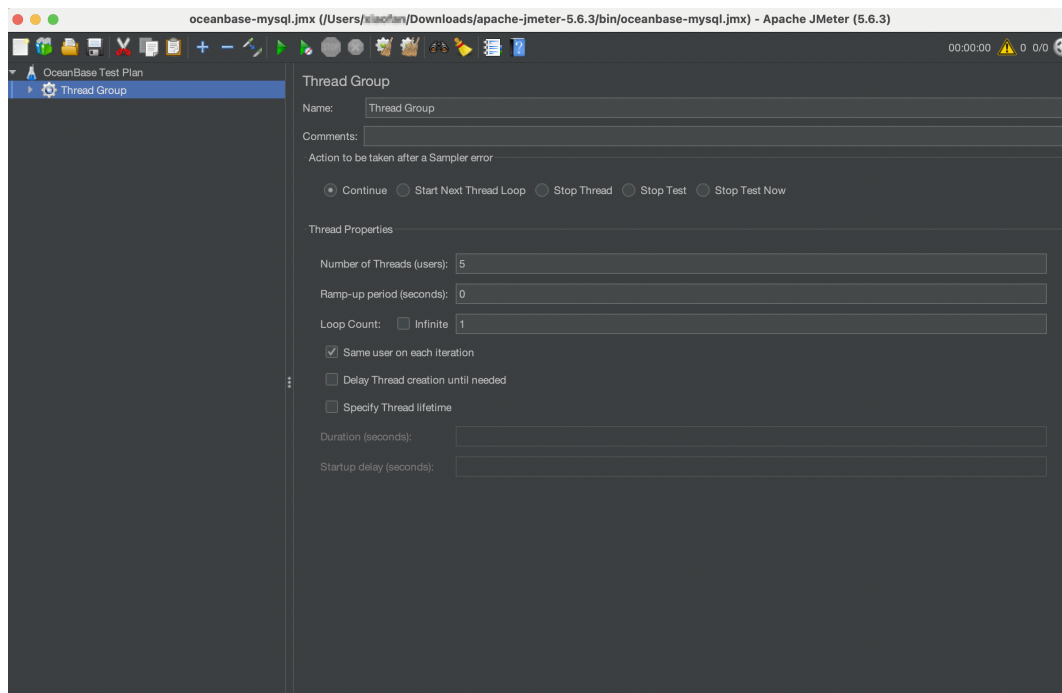 oceanbase-mysql.jmx (/Users/ /Downloads/apache-jmeter-5.6.3/bin/oceanbase-mysql.jmx) - Apache JMeter (5.6.3)
00:00:00 0 0/0
OceanBase Test Plan
Thread Group
Thread Group
Name: Thread Group
Comments:
Action to be taken after a Sampler error
Continue Start Next Thread Loop Stop Thread Stop Test Stop Test Now
Thread Properties
Number of Threads (users): 5
Ramp-up period (seconds): 0
Loop Count: Infinite 1
Same user on each iteration
Delay Thread creation until needed
Specify Thread lifetime
Duration (seconds):
Startup delay (seconds):